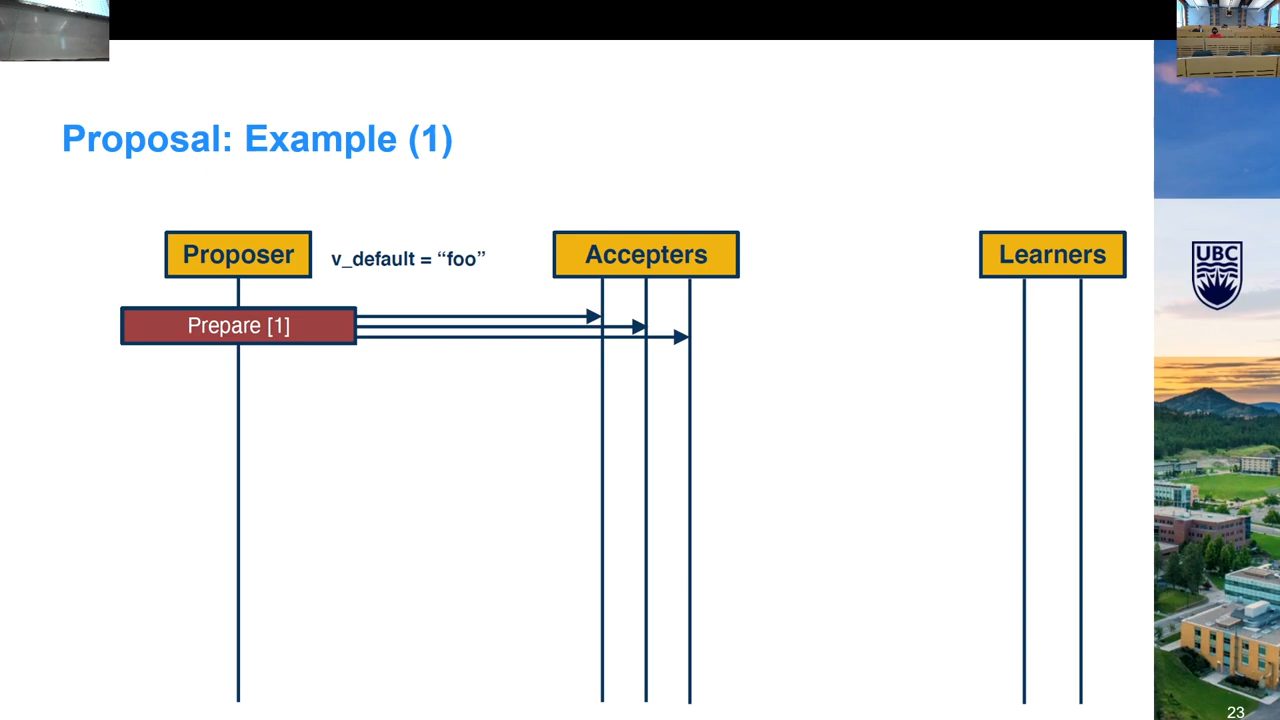 Proposal: Example (1)
Proposer
v_default = “foo”
Accepters
Learners
UBC
Prepare [1]
23